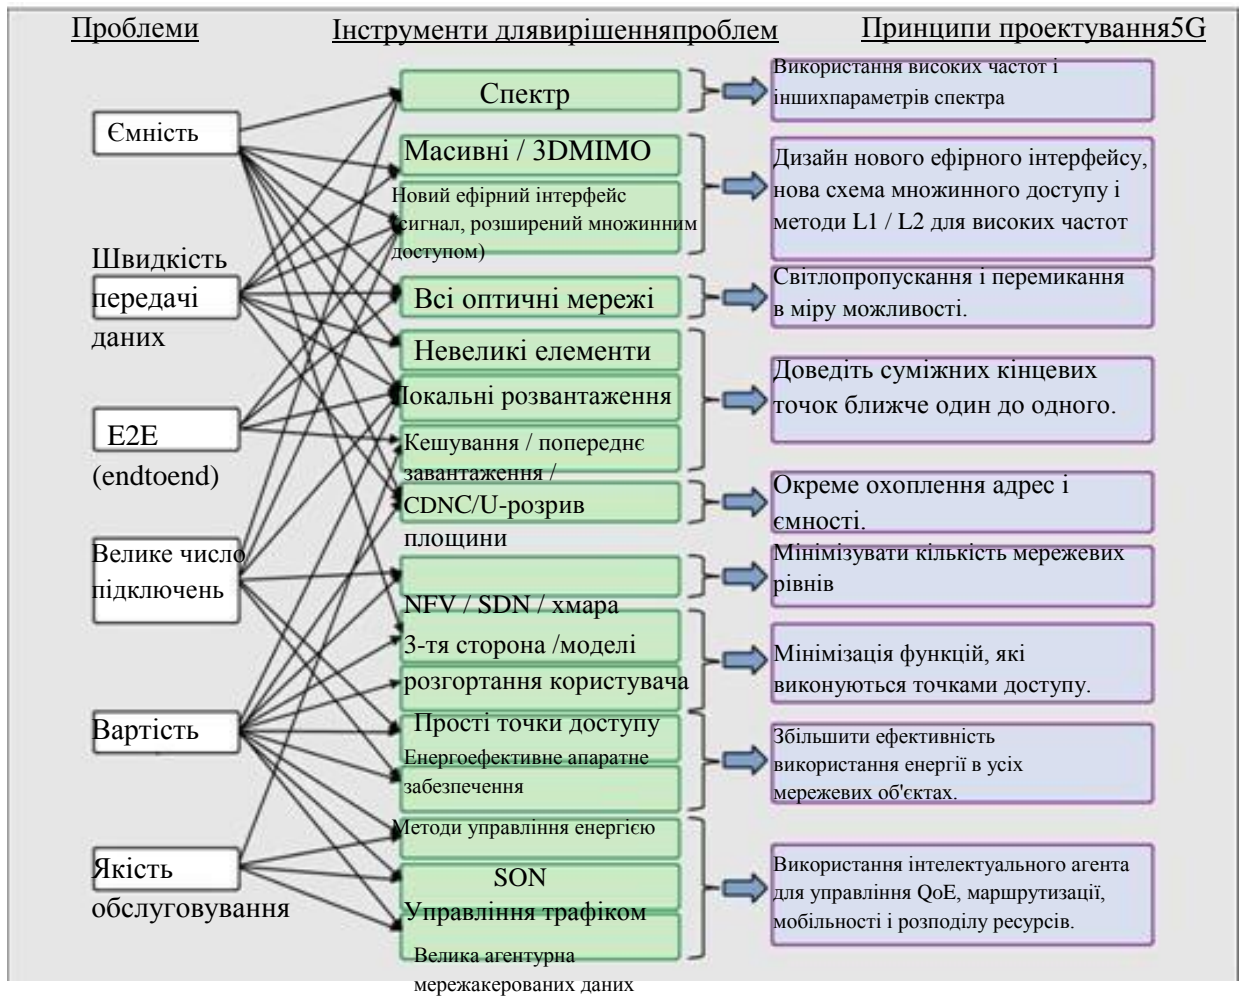 Проблеми
Інструменти длявирішенняпроблем
Принципи проектування5G
Ємність
Швидкість
передачі
даних
E2E
(endtoend)
Велике число
підключень
Вартість
Якість
обслуговування
Спектр
Масивні / 3DMIMO
Новий ефірний інтерфейс
(сигнал, розширений множинним
доступом)
Всі оптичні мережі
Невеликі елементи
Локальні розвантаження
Кешування / попереднє
завантаження /
CDNC/U-розрив
площини
NFV / SDN / хмара
3-тя сторона /моделі
розгортання користувача
Прості точки доступу
Енергоефективне апаратне
забезпечення
Методи управління енергією
SON
Управління трафіком
Велика агентурна
мережакерованих даних
Використання високих частот і
іншихпараметрів спектра
Дизайн нового ефірного інтерфейсу,
нова схема множинного доступу і
методи L1 / L2 для високих частот
Світлопропускання і перемикання
в міру можливості.
Доведіть суміжних кінцевих
точок ближче один до одного.
Окреме охоплення адрес і
ємності.
Мінімізувати кількість мережевих
рівнів
Мінімізація функцій, які
виконуються точками доступу.
Збільшити ефективність
використання енергії в усіх
мережевих об'єктах.
Використання інтелектуального агента
для управління QoE, маршрутизації,
мобільності і розподілу ресурсів.